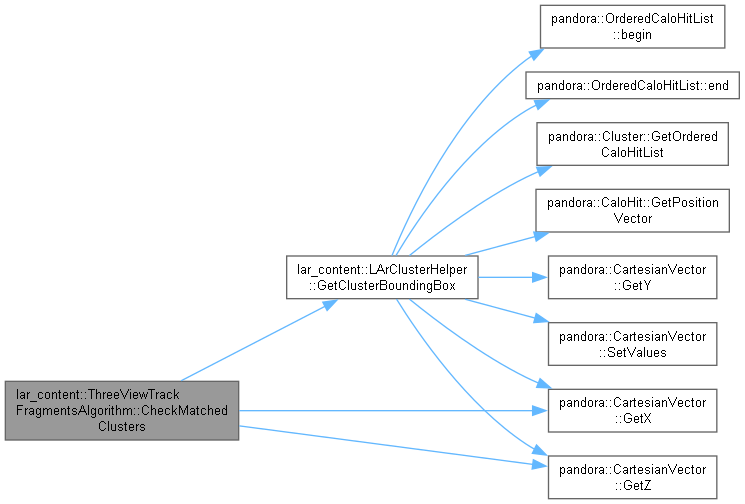 lar_content::ThreeViewTrack
FragmentsAlgorithm::CheckMatched
Clusters
lar_content::LArClusterHelper
::GetClusterBoundingBox
pandora::OrderedCaloHitList
::begin
pandora::OrderedCaloHitList::end
pandora::Cluster::GetOrdered
CaloHitList
pandora::CaloHit::GetPosition
Vector
pandora::CartesianVector
::GetY
pandora::CartesianVector
::SetValues
pandora::CartesianVector
::GetX
pandora::CartesianVector
::GetZ